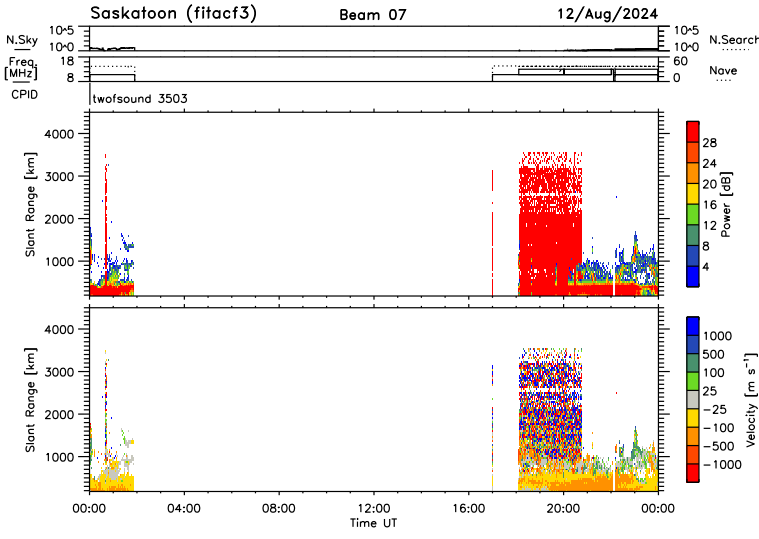 Saskatoon (fitacf3) Beam 07 12/Aug/2024
N.Sky 10^5 10^0 10^5 10^0 N.Search
Freq. [MHz] 18 8 60 0 Nave
CPID twofsound 3503
Slant Range [km] 4000 3000 2000 1000
Power [dB] 28 24 20 16 12 8 4
Slant Range [km] 4000 3000 2000 1000
Velocity [m s⁻¹] 1000 500 100 25 −25 −100 −500 −1000
00:00 04:00 08:00 12:00 16:00 20:00 00:00
Time UT